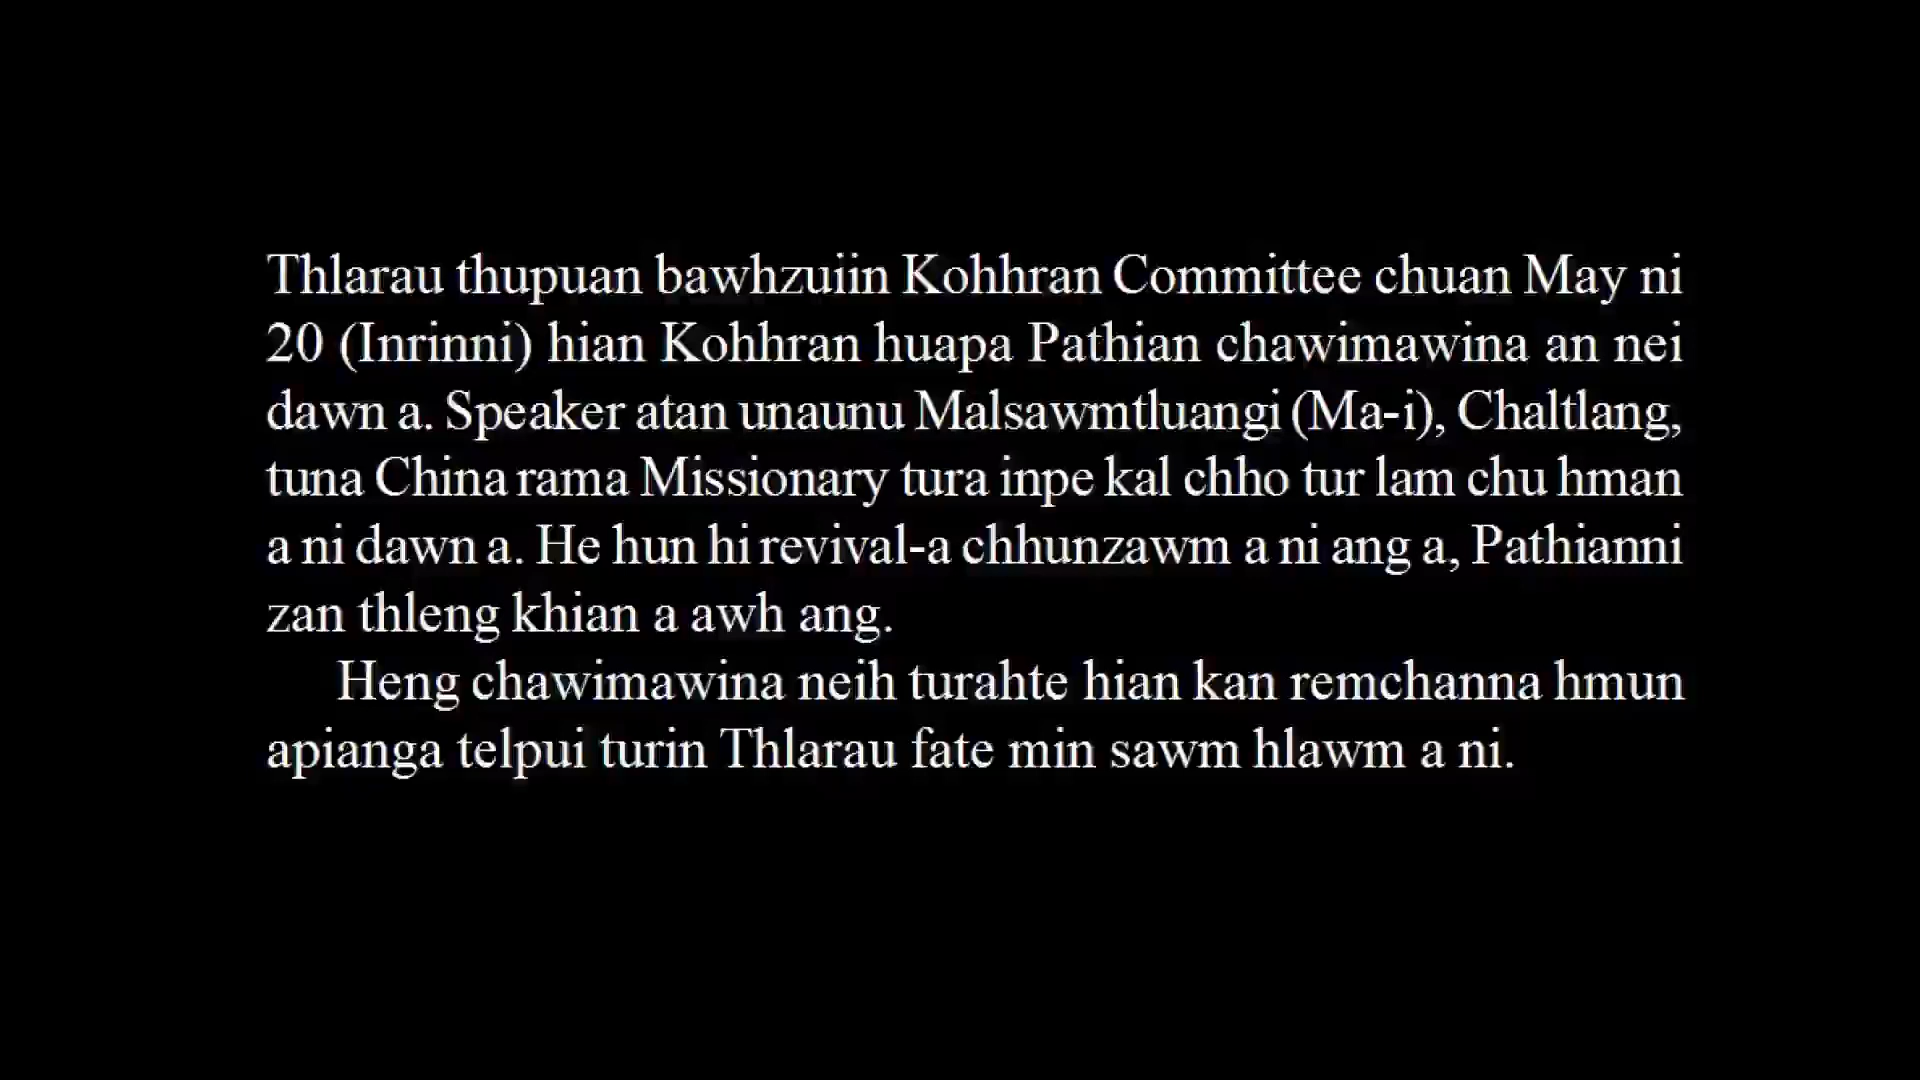 Thlarau thupuan bawhzuiin Kohhran Committee chuan May ni
20 (Inrinni) hian Kohhran huapa Pathian chawimawina an nei
dawn a. Speaker atan unaunu Malsawmtluangi (Ma-i), Chaltlang,
tuna China rama Missionary tura inpe kal chho tur lam chu hman
a ni dawn a. He hun hi revival-a chhunzawm a ni ang a, Pathianni
zan thleng khian a awh ang.
Heng chawimawina neih turahte hian kan remchanna hmun
apianga telpui turin Thlarau fate min sawm hlawm a ni.